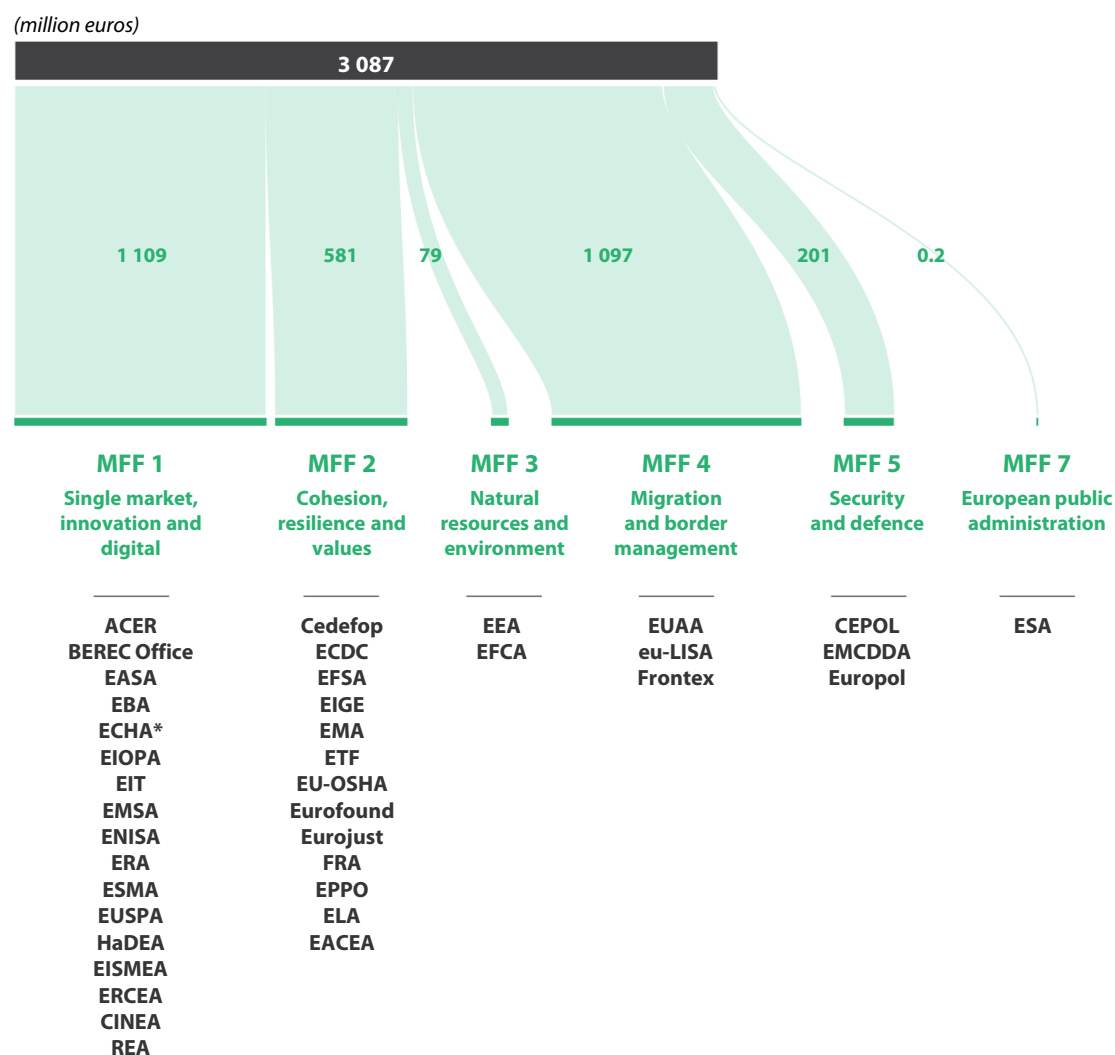 (million euros)
3 087
1 109
581
79
1 097
201
0.2
MFF 1
Single market,
innovation and
digital
ACER
BEREC Office
EASA
EBA
ECHA*
EIOPA
EIT
EMSA
ENISA
ERA
ESMA
EUSPA
HaDEA
EISMEA
ERCEA
CINEA
REA
MFF 2
Cohesion,
resilience and
values
Cedefop
ECDC
EFSA
EIGE
EMA
ETF
EU-OSHA
Eurofound
Eurojust
FRA
EPPO
ELA
EACEA
MFF 3
Natural
resources and
environment
EEA
EFCA
MFF 4
Migration
and border
management
EUAA
eu-LISA
Frontex
MFF 5
Security
and defence
CEPOL
EMCDDA
Europol
MFF 7
European public
administration
ESA